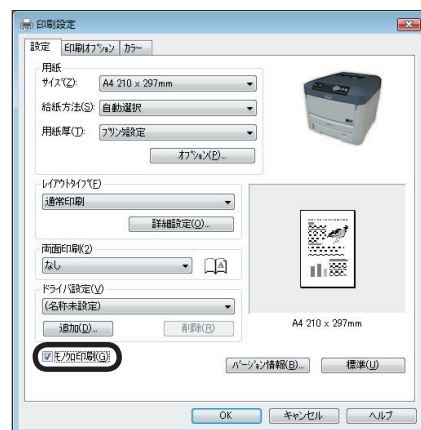 印刷設定
設定 印刷オプション カラー
用紙
サイズ(Z): A4 210 x 297mm
給紙方法(S): 自動選択
用紙厚(T): プリンタ設定
オプション(P)...
レイアウトタイプ(F)
通常印刷
詳細設定(O)...
両面印刷(2)
なし
A
ドライバ設定(V)
(名称未設定)
追加(D)... 削除(R)
A4 210 x 297mm
モノクロ印刷(G)
バージョン情報(B)... 標準(U)
OK キャンセル ヘルプ